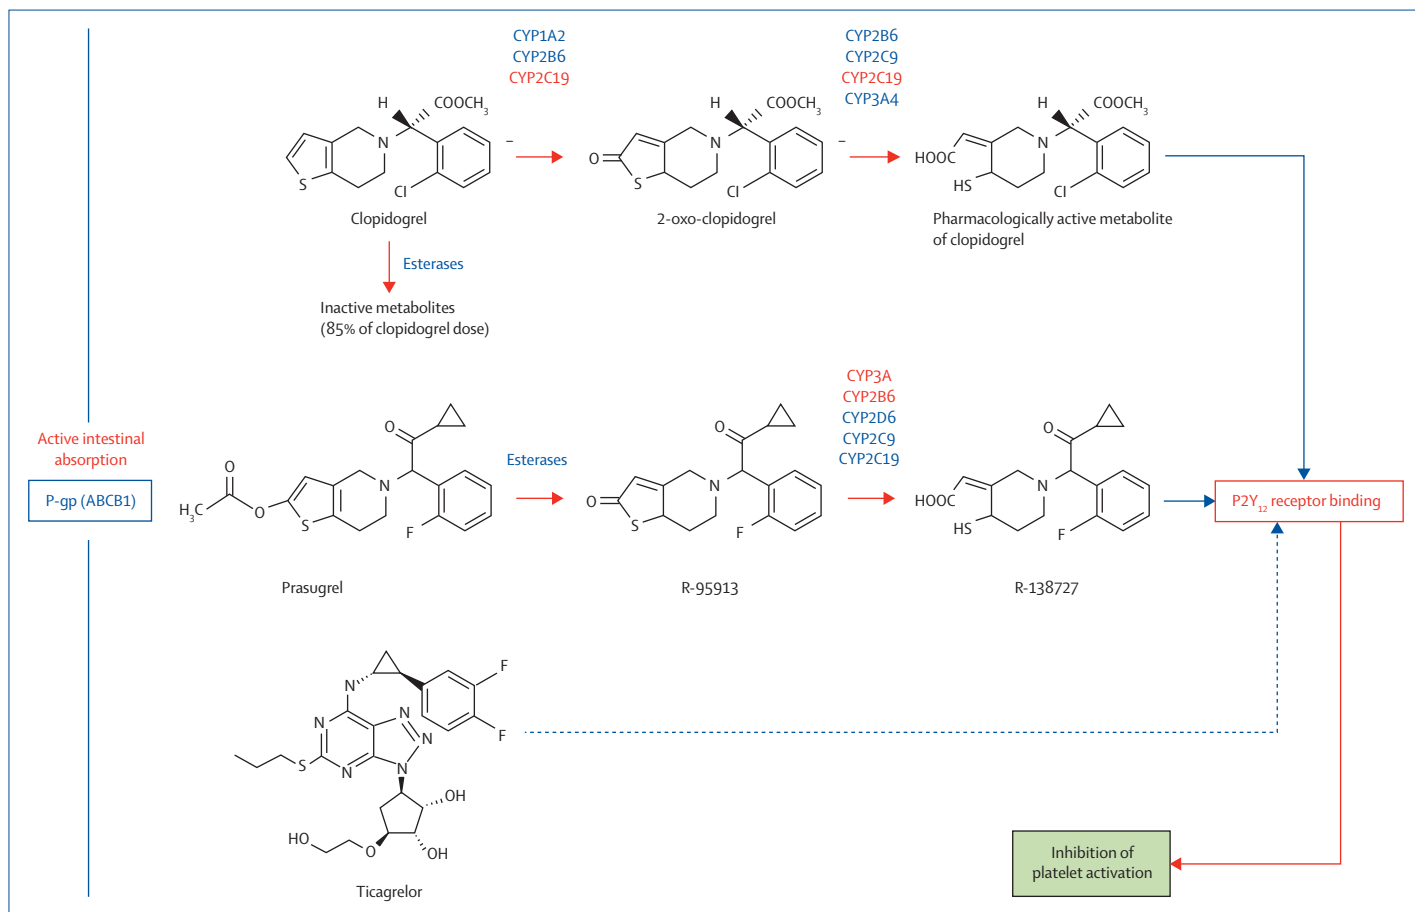 CYP1A2
CYP2B6
CYP2C19
CYP2B6
CYP2C9
CYP2C19
CYP3A4
H
COOCH3
N
S
Cl
–
H
COOCH3
N
O
S
Cl
–
H
COOCH3
N
HOOC
HS
Cl
Clopidogrel
2-oxo-clopidogrel
Pharmacologically active metabolite
of clopidogrel
Esterases
Inactive metabolites
(85% of clopidogrel dose)
Active intestinal
absorption
P-gp (ABCB1)
CYP3A
CYP2B6
CYP2D6
CYP2C9
CYP2C19
Esterases
O
O
H3C
O
N
S
F
O
N
O
S
F
O
N
HOOC
HS
F
P2Y12 receptor binding
Prasugrel
R-95913
R-138727
F
F
N
N
N
N
N
N
S
OH
OH
HO
O
Ticagrelor
Inhibition of
platelet activation